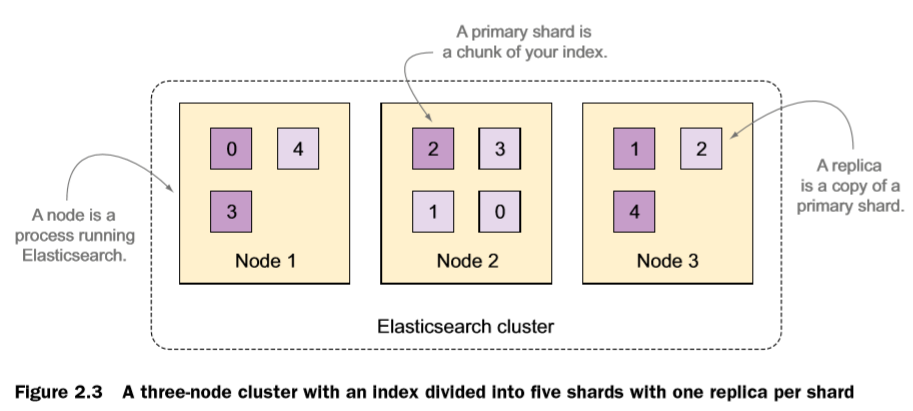 A primary shard is
a chunk of your index.
0
4
3
Node 1
2
3
1
0
Node 2
1
2
4
Node 3
A replica
is a copy of a
primary shard.
A node is a
process running
Elasticsearch.
Elasticsearch cluster
Figure 2.3 A three-node cluster with an index divided into five shards with one replica per shard